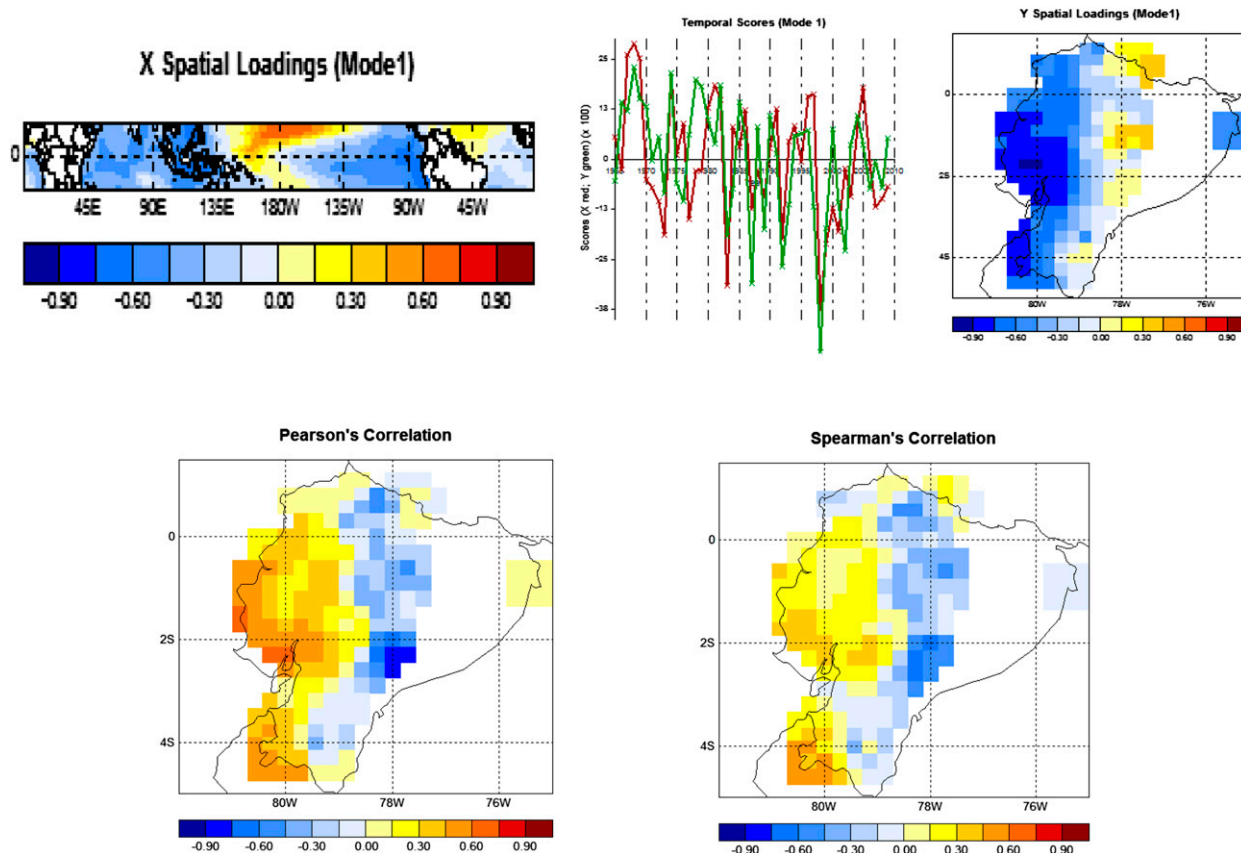 X Spatial Loadings (Mode1)
0
45E 90E 135E 180W 135W 90W 45W
-0.90 -0.60 -0.30 0.00 0.30 0.60 0.90
Temporal Scores (Mode 1)
Scores (X red; Y green) (x 100)
25
13
0
-13
-25
-38
1970 1975 2010
Y Spatial Loadings (Mode1)
0
2S
4S
80W 78W 76W
-0.90 -0.60 -0.30 0.00 0.30 0.60 0.90
Pearson's Correlation
0
2S
4S
80W 78W 76W
-0.90 -0.60 -0.30 0.00 0.30 0.60 0.90
Spearman's Correlation
0
2S
4S
80W 78W 76W
-0.90 -0.60 -0.30 0.00 0.30 0.60 0.90